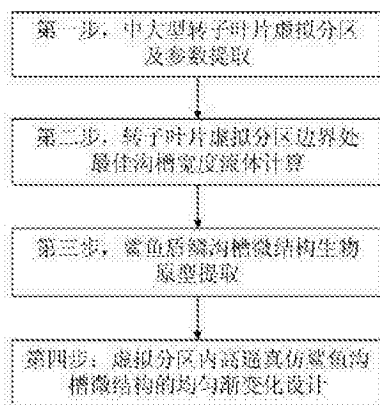 第一步，中大型转子叶片虚拟分区
及参数提取
第二步，转子叶片虚拟分区边界处
最佳沟槽宽度流体计算
第三步，鲨鱼盾鳞沟槽微结构生物
原型提取
第四步：虚拟分区内高逼真仿鲨鱼沟
槽微结构的均匀渐变化设计